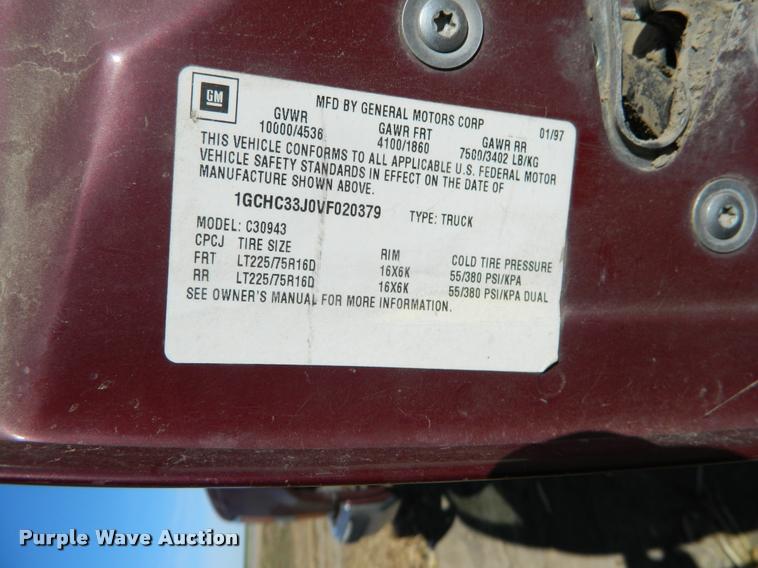 GM
MFD BY GENERAL MOTORS CORP 01/97
GVWR GAWR FRT GAWR RR
10000/4536 4100/1860 7500/3402 LB/KG
THIS VEHICLE CONFORMS TO ALL APPLICABLE U.S. FEDERAL MOTOR
VEHICLE SAFETY STANDARDS IN EFFECT ON THE DATE OF
MANUFACTURE SHOWN ABOVE.
1GCHC33J0VF020379 TYPE: TRUCK
MODEL: C30943
CPCJ TIRE SIZE RIM COLD TIRE PRESSURE
FRT LT225/75R16D 16X6K 55/380 PSI/KPA
RR LT225/75R16D 16X6K 55/380 PSI/KPA DUAL
SEE OWNER'S MANUAL FOR MORE INFORMATION.
Purple Wave Auction